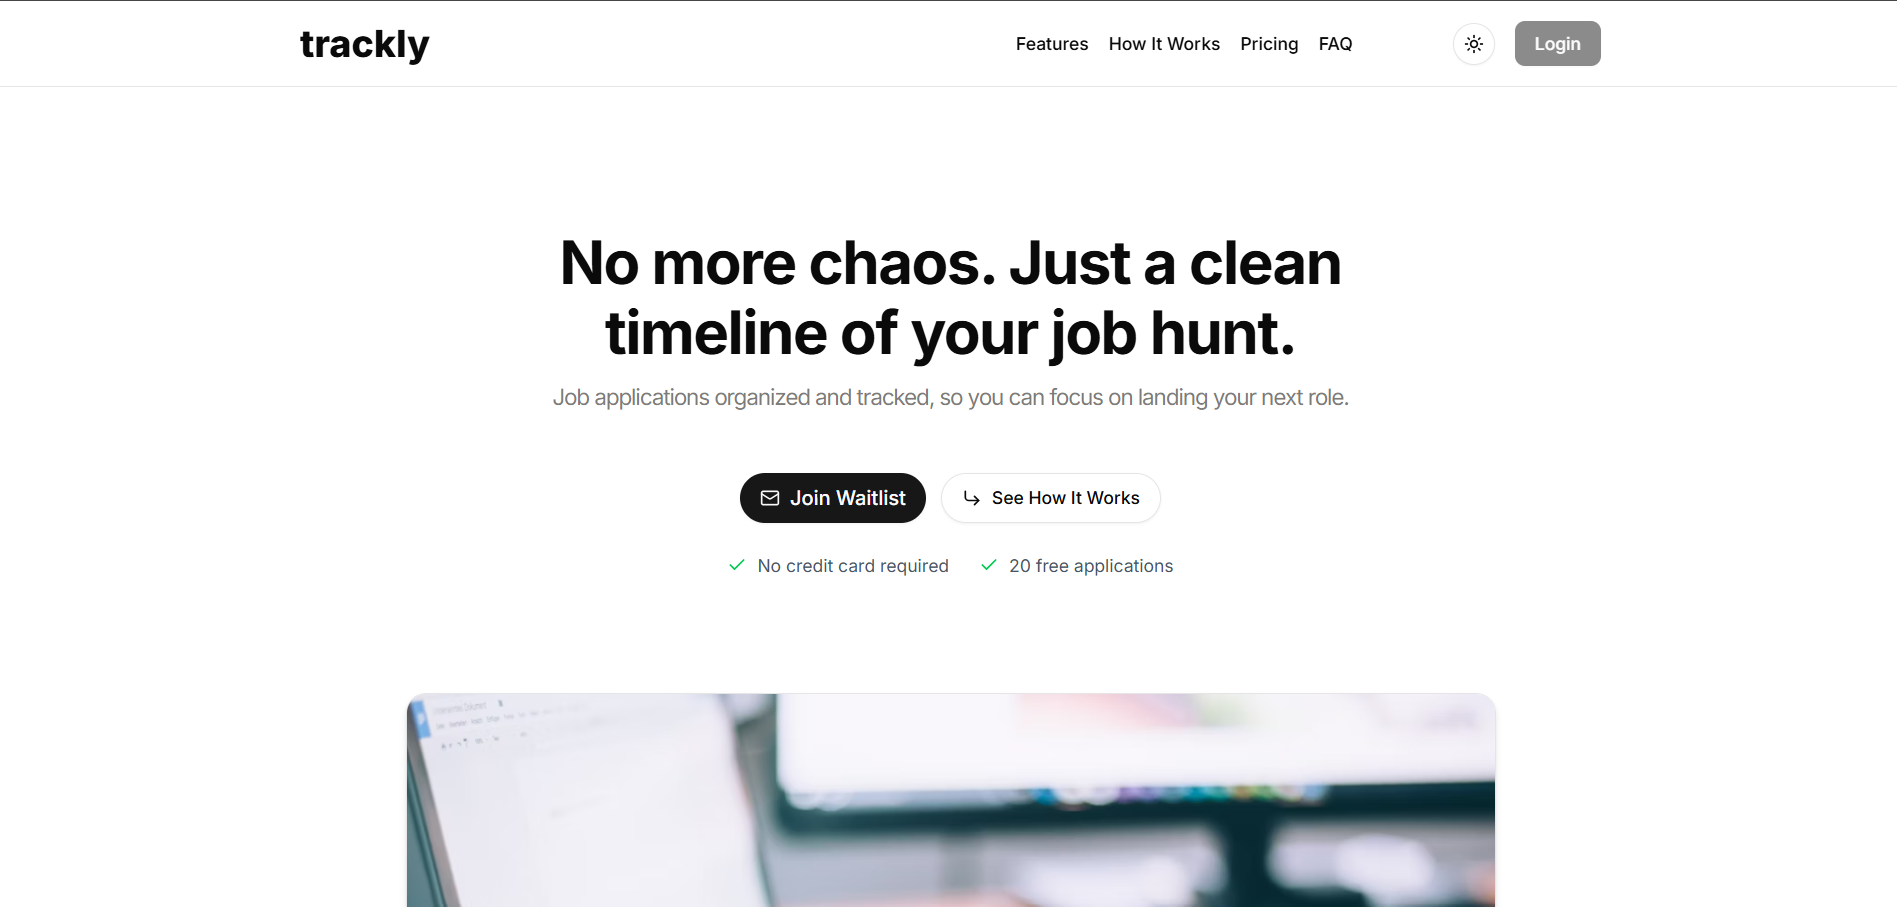 trackly
Features
How It Works
Pricing
FAQ
Login
No more chaos. Just a clean
timeline of your job hunt.
Job applications organized and tracked, so you can focus on landing your next role.
Join Waitlist
See How It Works
No credit card required
20 free applications